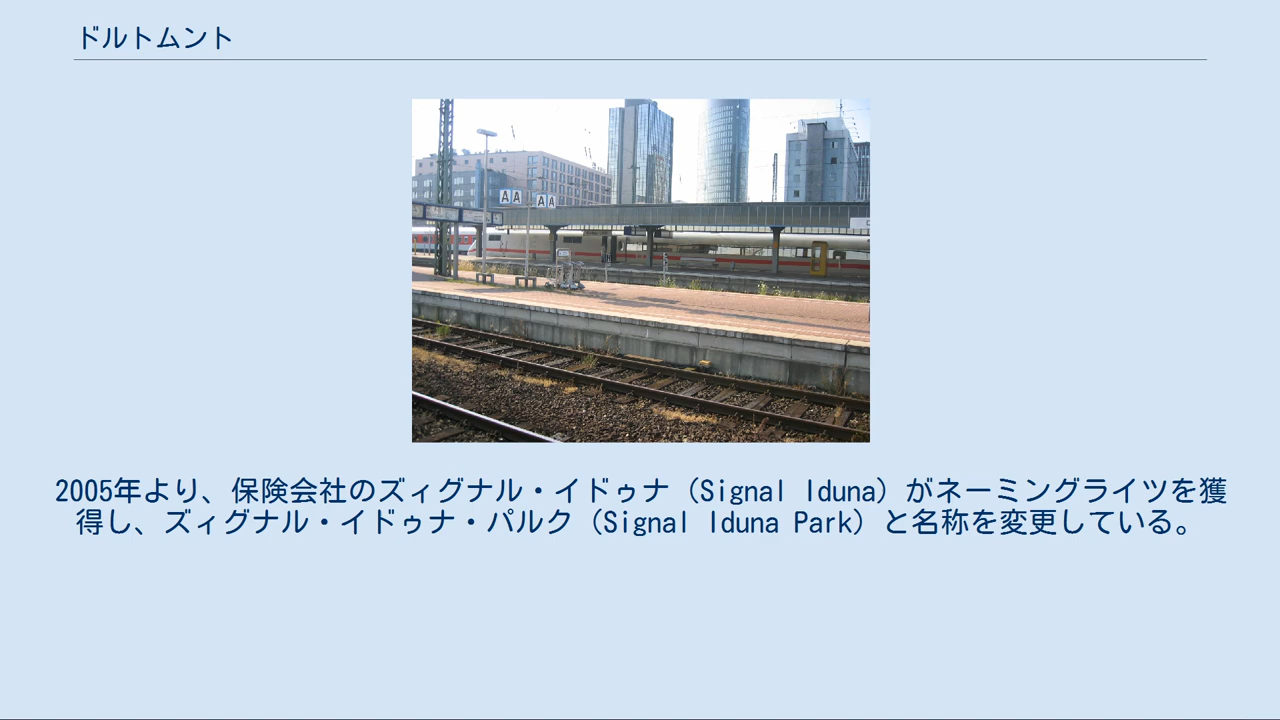 ドルトムント
AA AA
2005年より、保険会社のズィグナル・イドゥナ（Signal Iduna）がネーミングライツを獲
得し、ズィグナル・イドゥナ・パルク（Signal Iduna Park）と名称を変更している。